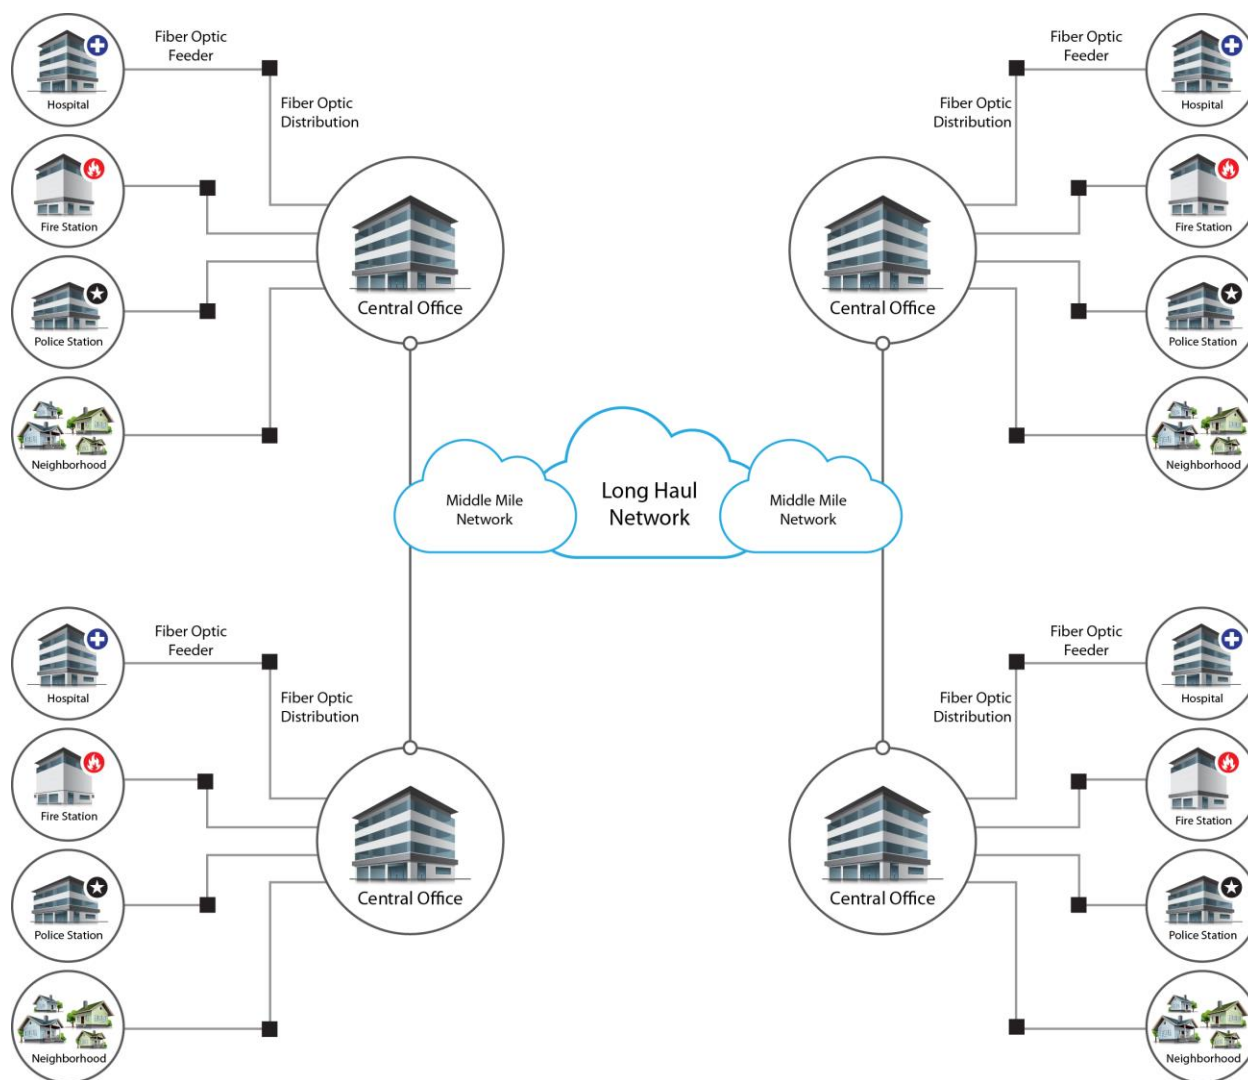 Fiber Optic
Feeder
Hospital
Fiber Optic
Distribution
Fire Station
Central Office
Police Station
Neighborhood
Fiber Optic
Feeder
Hospital
Fiber Optic
Distribution
Fire Station
Central Office
Police Station
Neighborhood
Middle Mile
Network
Long Haul
Network
Middle Mile
Network
Fiber Optic
Feeder
Hospital
Fiber Optic
Distribution
Fire Station
Central Office
Police Station
Neighborhood
Fiber Optic
Feeder
Hospital
Fiber Optic
Distribution
Fire Station
Central Office
Police Station
Neighborhood